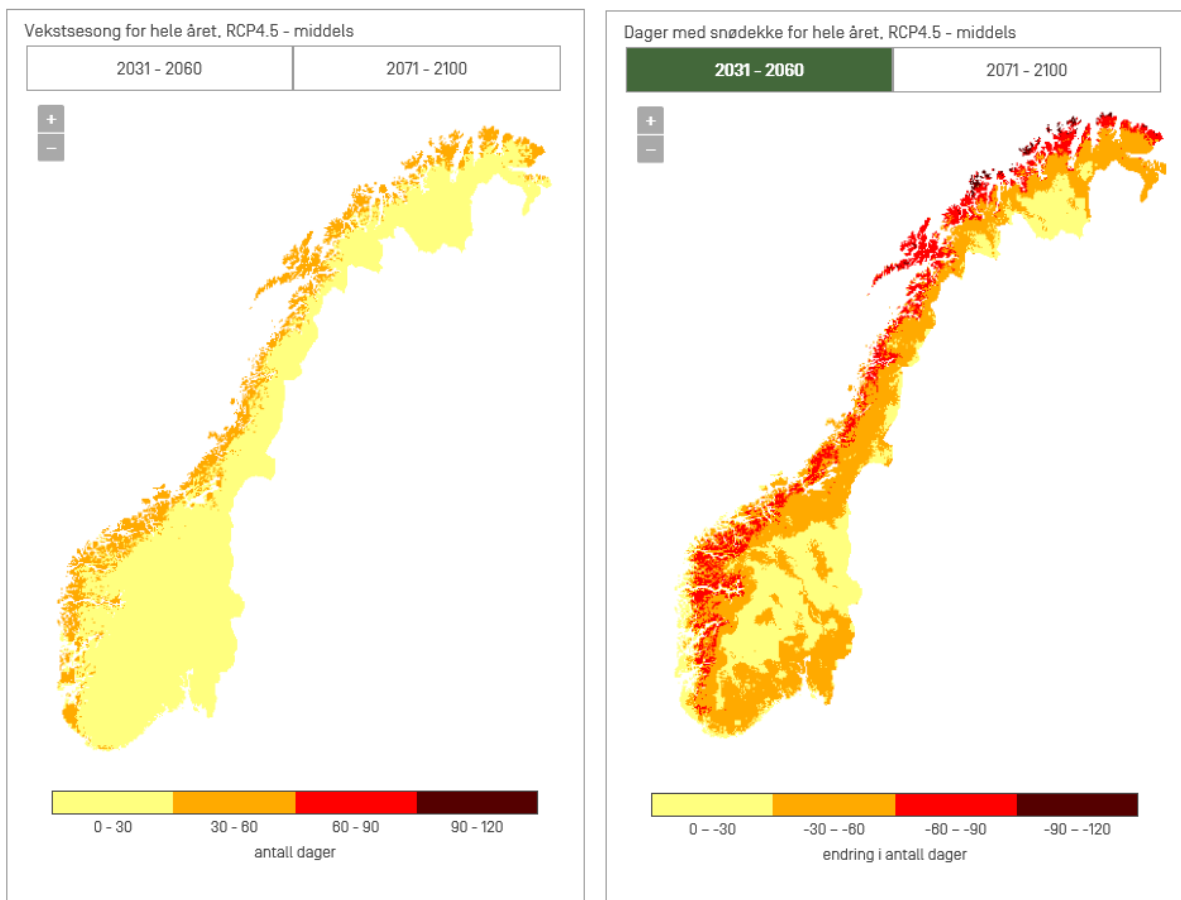 Vekstsesong for hele året, RCP4.5 - middels
2031 - 2060
2071 - 2100
+
−
0 - 30
30 - 60
60 - 90
90 - 120
antall dager
Dager med snødekke for hele året, RCP4.5 - middels
2031 - 2060
2071 - 2100
+
−
0 - -30
-30 - -60
-60 - -90
-90 - -120
endring i antall dager